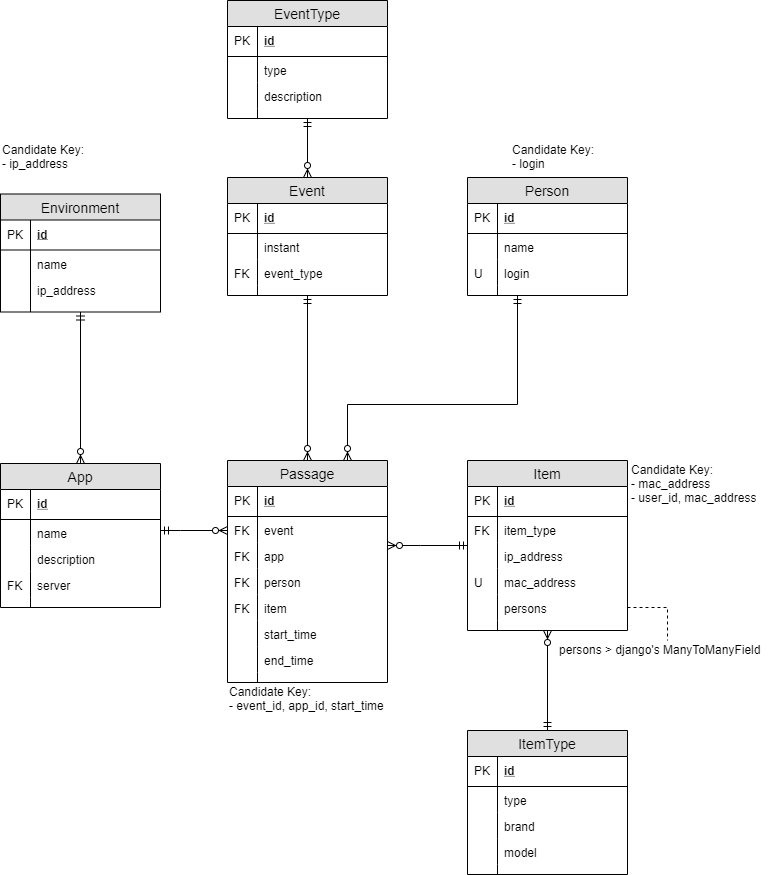 EventType
PK id
type
description
Candidate Key:
- ip_address
Environment
PK id
name
ip_address
Event
PK id
instant
FK event_type
Candidate Key:
- login
Person
PK id
name
U login
App
PK id
name
description
FK server
Passage
PK id
FK event
FK app
FK person
FK item
start_time
end_time
Candidate Key:
- event_id, app_id, start_time
Item
PK id
FK item_type
ip_address
U mac_address
persons
Candidate Key:
- mac_address
- user_id, mac_address
persons > django's ManyToManyField
ItemType
PK id
type
brand
model